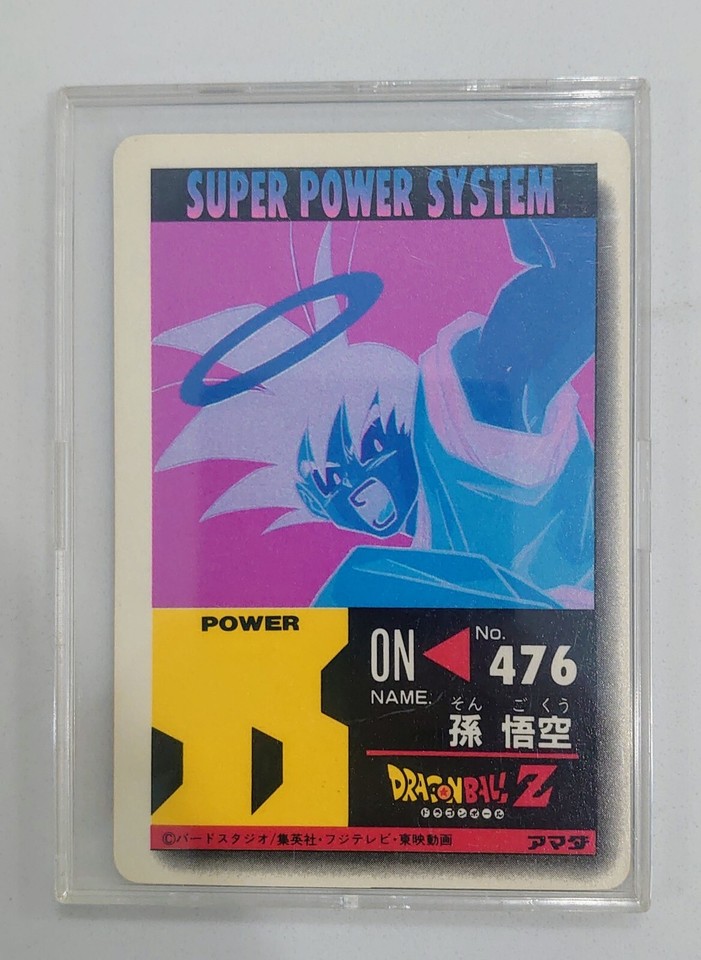 SUPER POWER SYSTEM
POWER
ON
No.
476
NAME.
そん ご くう
孫 悟空
DRAGON BALL Z
ドラゴンボール
©バードスタジオ/集英社・フジテレビ・東映動画
アマダ